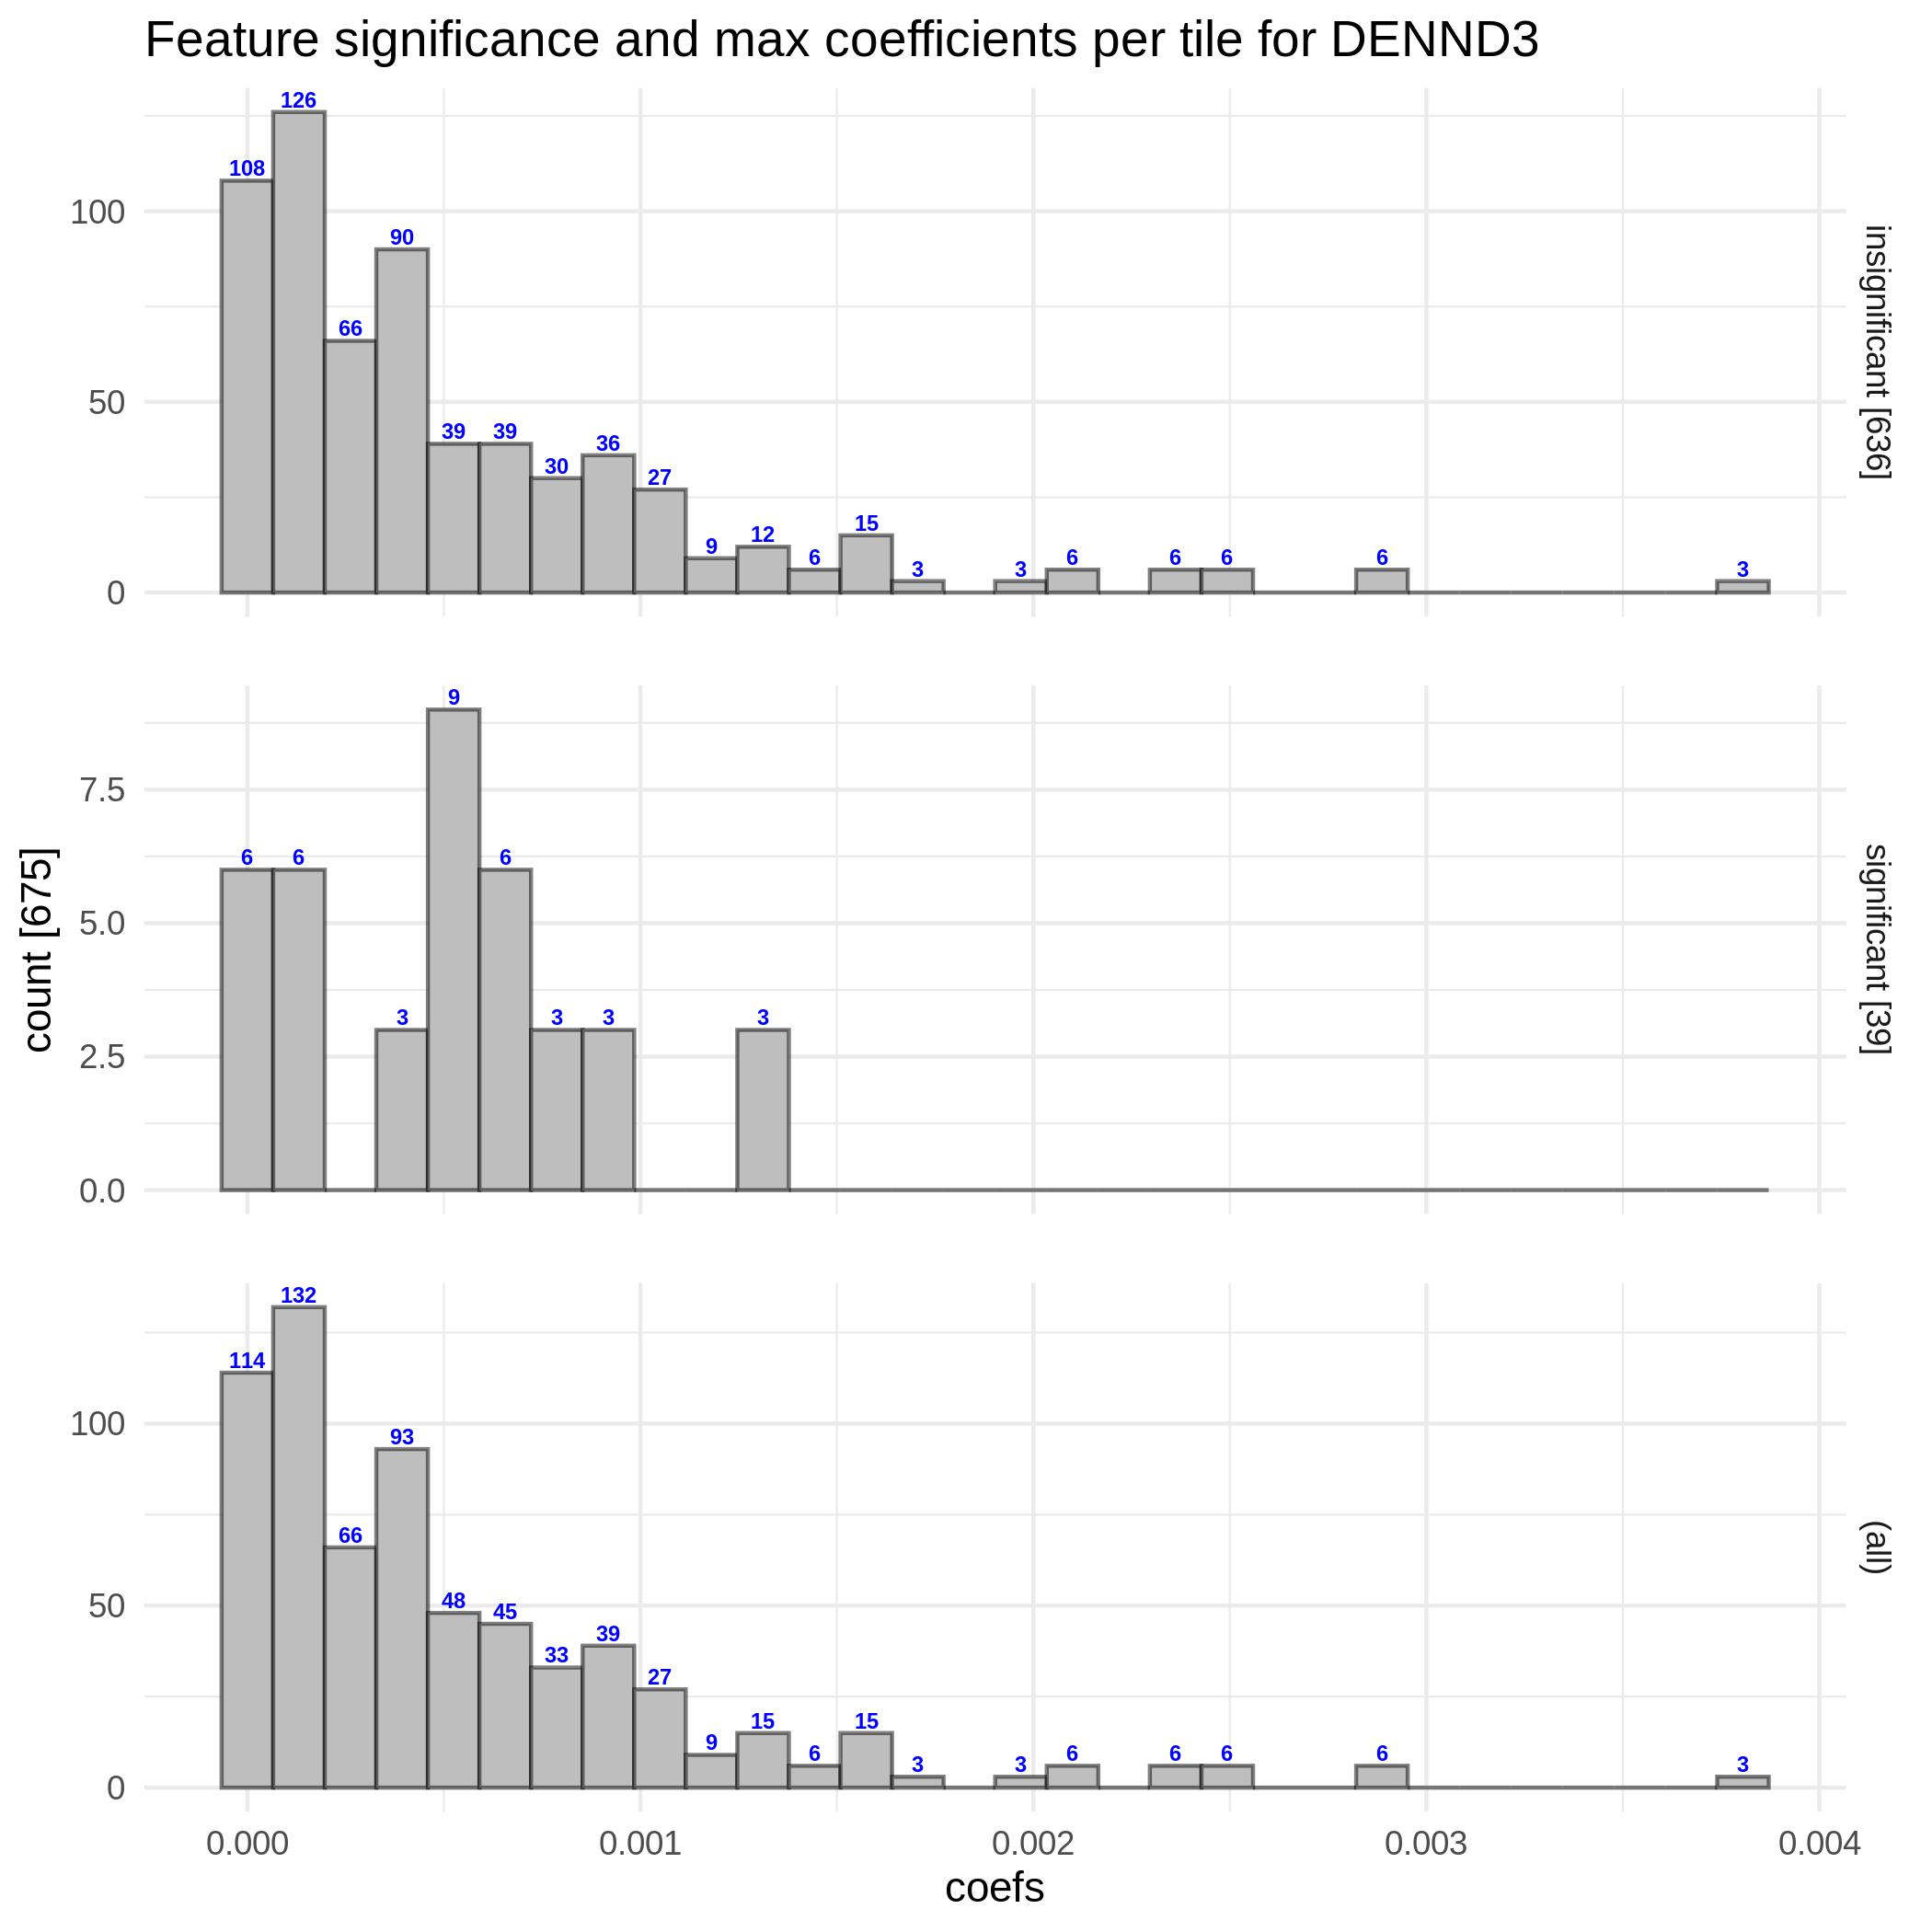 Feature significance and max coefficients per tile for DENND3
126
108
100
90
66
50
39 39 36
30
27
15
12
9
6
3 3 6 6 6 6 3
0
insignificant [636]
9
7.5
6 6 6
5.0
3 3 3 3
2.5
0.0
significant [39]
count [675]
132
114
100
93
66
50
48 45
39
33
27
15 15
9
6
3 3 6 6 6 6 3
0
(all)
0.000 0.001 0.002 0.003 0.004
coefs